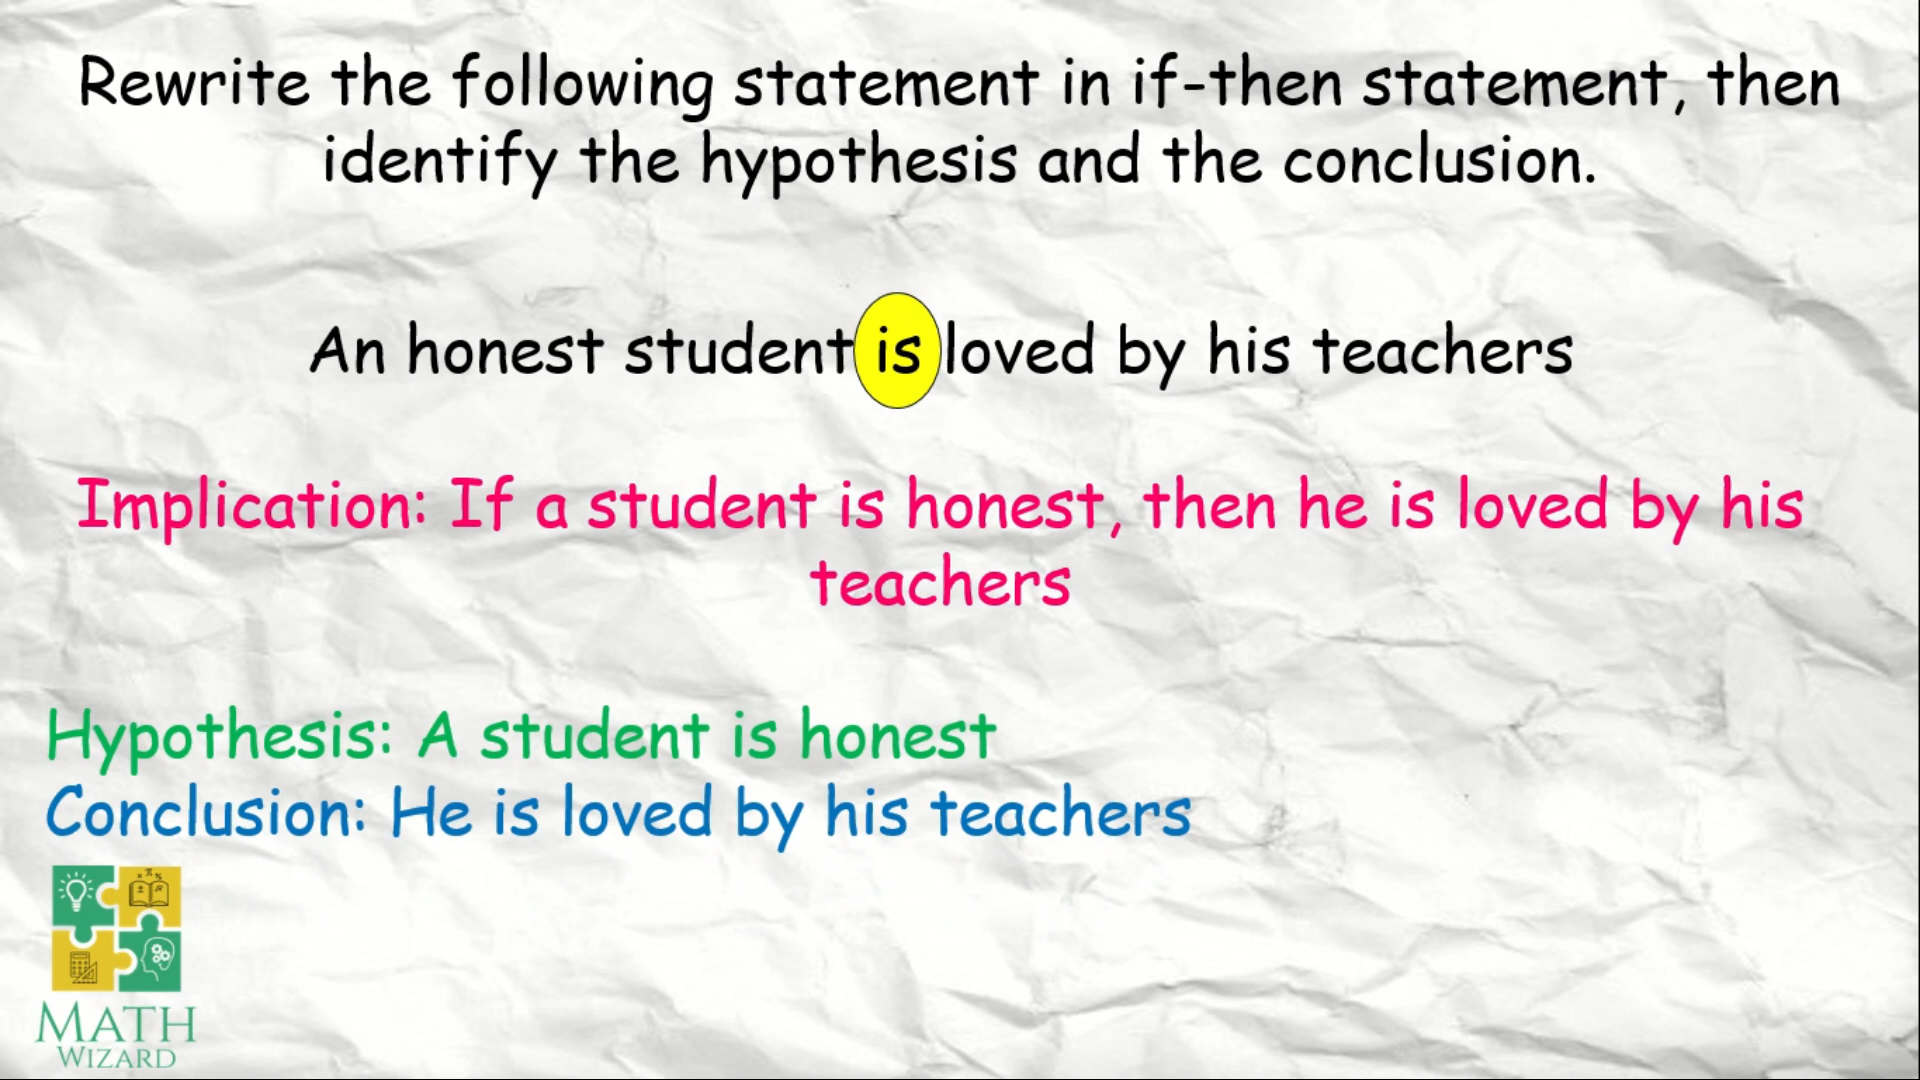 Rewrite the following statement in if-then statement, then
identify the hypothesis and the conclusion.
An honest student is loved by his teachers
Implication: If a student is honest, then he is loved by his
teachers
Hypothesis: A student is honest
Conclusion: He is loved by his teachers
MATH
WIZARD